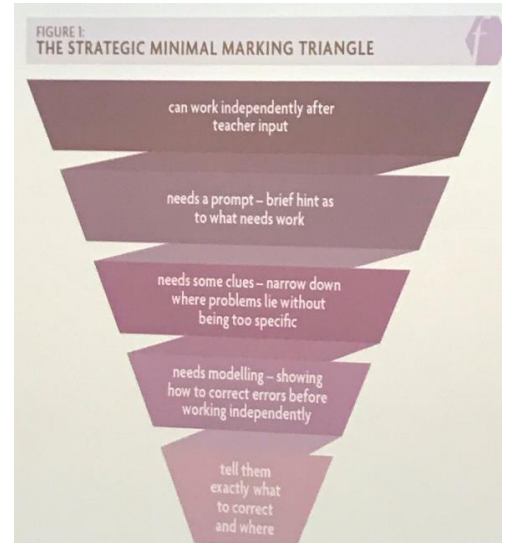 FIGURE 1:
THE STRATEGIC MINIMAL MARKING TRIANGLE
can work independently after
teacher input
needs a prompt – brief hint as
to what needs work
needs some clues – narrow down
where problems lie without
being too specific
needs modelling – showing
how to correct errors before
working independently
tell them
exactly what
to correct
and where